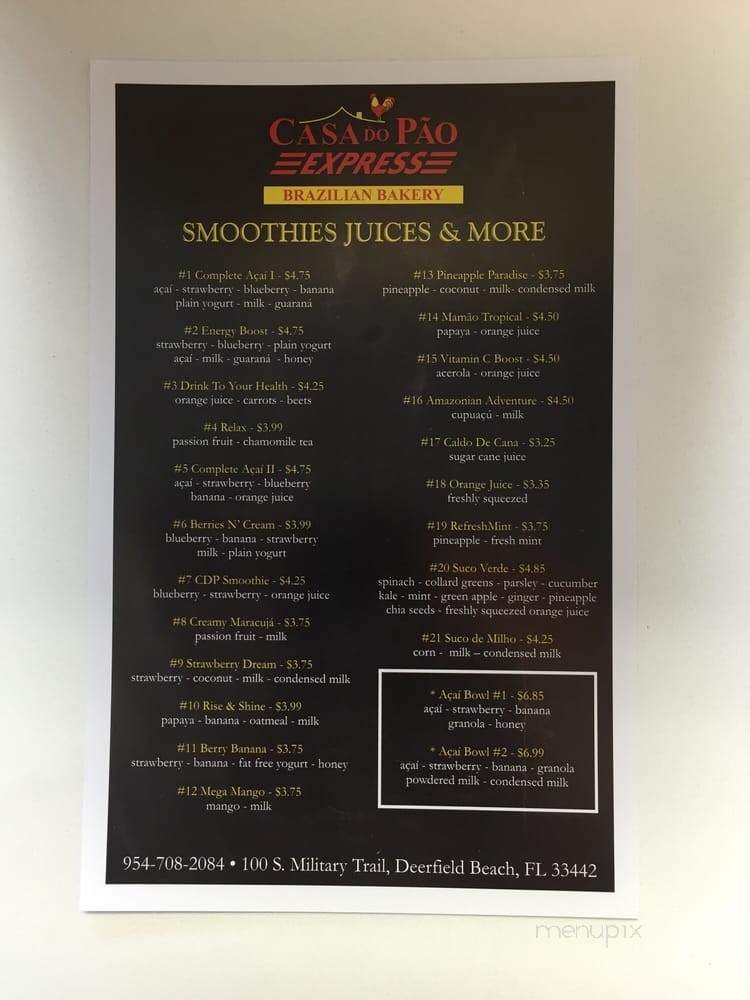 CASA DO PÃO
EXPRESS
BRAZILIAN BAKERY
SMOOTHIES JUICES & MORE
#1 Complete Açaí I - $4.75
açaí - strawberry - blueberry - banana
plain yogurt - milk - guaraná
#2 Energy Boost - $4.75
strawberry - blueberry - plain yogurt
açaí - milk - guaraná - honey
#3 Drink To Your Health - $4.25
orange juice - carrots - beets
#4 Relax - $3.99
passion fruit - chamomile tea
#5 Complete Açaí II - $4.75
açaí - strawberry - blueberry
banana - orange juice
#6 Berries N' Cream - $3.99
blueberry - banana - strawberry
milk - plain yogurt
#7 CDP Smoothie - $4.25
blueberry - strawberry - orange juice
#8 Creamy Maracujá - $3.75
passion fruit - milk
#9 Strawberry Dream - $3.75
strawberry - coconut - milk - condensed milk
#10 Rise & Shine - $3.99
papaya - banana - oatmeal - milk
#11 Berry Banana - $3.75
strawberry - banana - fat free yogurt - honey
#12 Mega Mango - $3.75
mango - milk
#13 Pineapple Paradise - $3.75
pineapple - coconut - milk- condensed milk
#14 Mamão Tropical - $4.50
papaya - orange juice
#15 Vitamin C Boost - $4.50
acerola - orange juice
#16 Amazonian Adventure - $4.50
cupuaçú - milk
#17 Caldo De Cana - $3.25
sugar cane juice
#18 Orange Juice - $3.35
freshly squeezed
#19 RefreshMint - $3.75
pineapple - fresh mint
#20 Suco Verde - $4.85
spinach - collard greens - parsley - cucumber
kale - mint - green apple - ginger - pineapple
chia seeds - freshly squeezed orange juice
#21 Suco de Milho - $4.25
corn - milk – condensed milk
* Açaí Bowl #1 - $6.85
açaí - strawberry - banana
granola - honey
* Açaí Bowl #2 - $6.99
açaí - strawberry - banana - granola
powdered milk - condensed milk
954-708-2084 • 100 S. Military Trail, Deerfield Beach, FL 33442
menupix